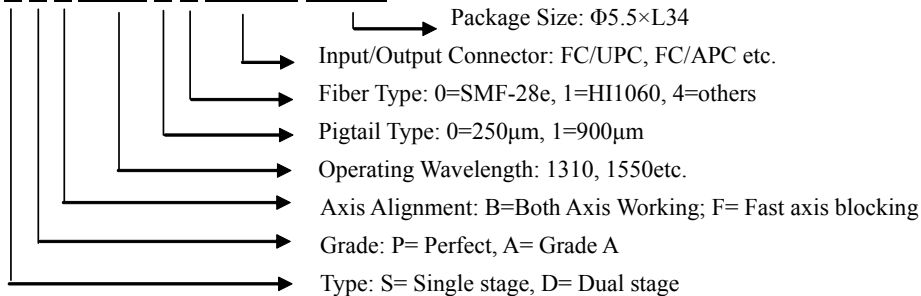 Package Size: Φ5.5×L34
Input/Output Connector: FC/UPC, FC/APC etc.
Fiber Type: 0=SMF-28e, 1=HI1060, 4=others
Pigtail Type: 0=250μm, 1=900μm
Operating Wavelength: 1310, 1550etc.
Axis Alignment: B=Both Axis Working; F= Fast axis blocking
Grade: P= Perfect, A= Grade A
Type: S= Single stage, D= Dual stage